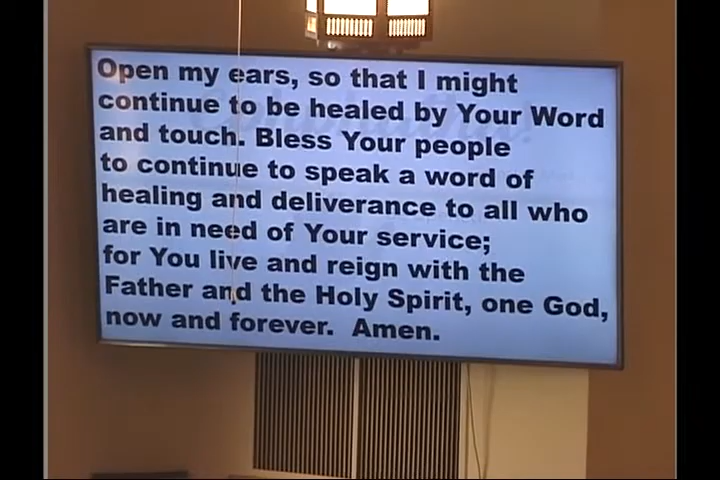 Open my ears, so that I might
continue to be healed by Your Word
and touch. Bless Your people
to continue to speak a word of
healing and deliverance to all who
are in need of Your service;
for You live and reign with the
Father and the Holy Spirit, one God,
now and forever.  Amen.